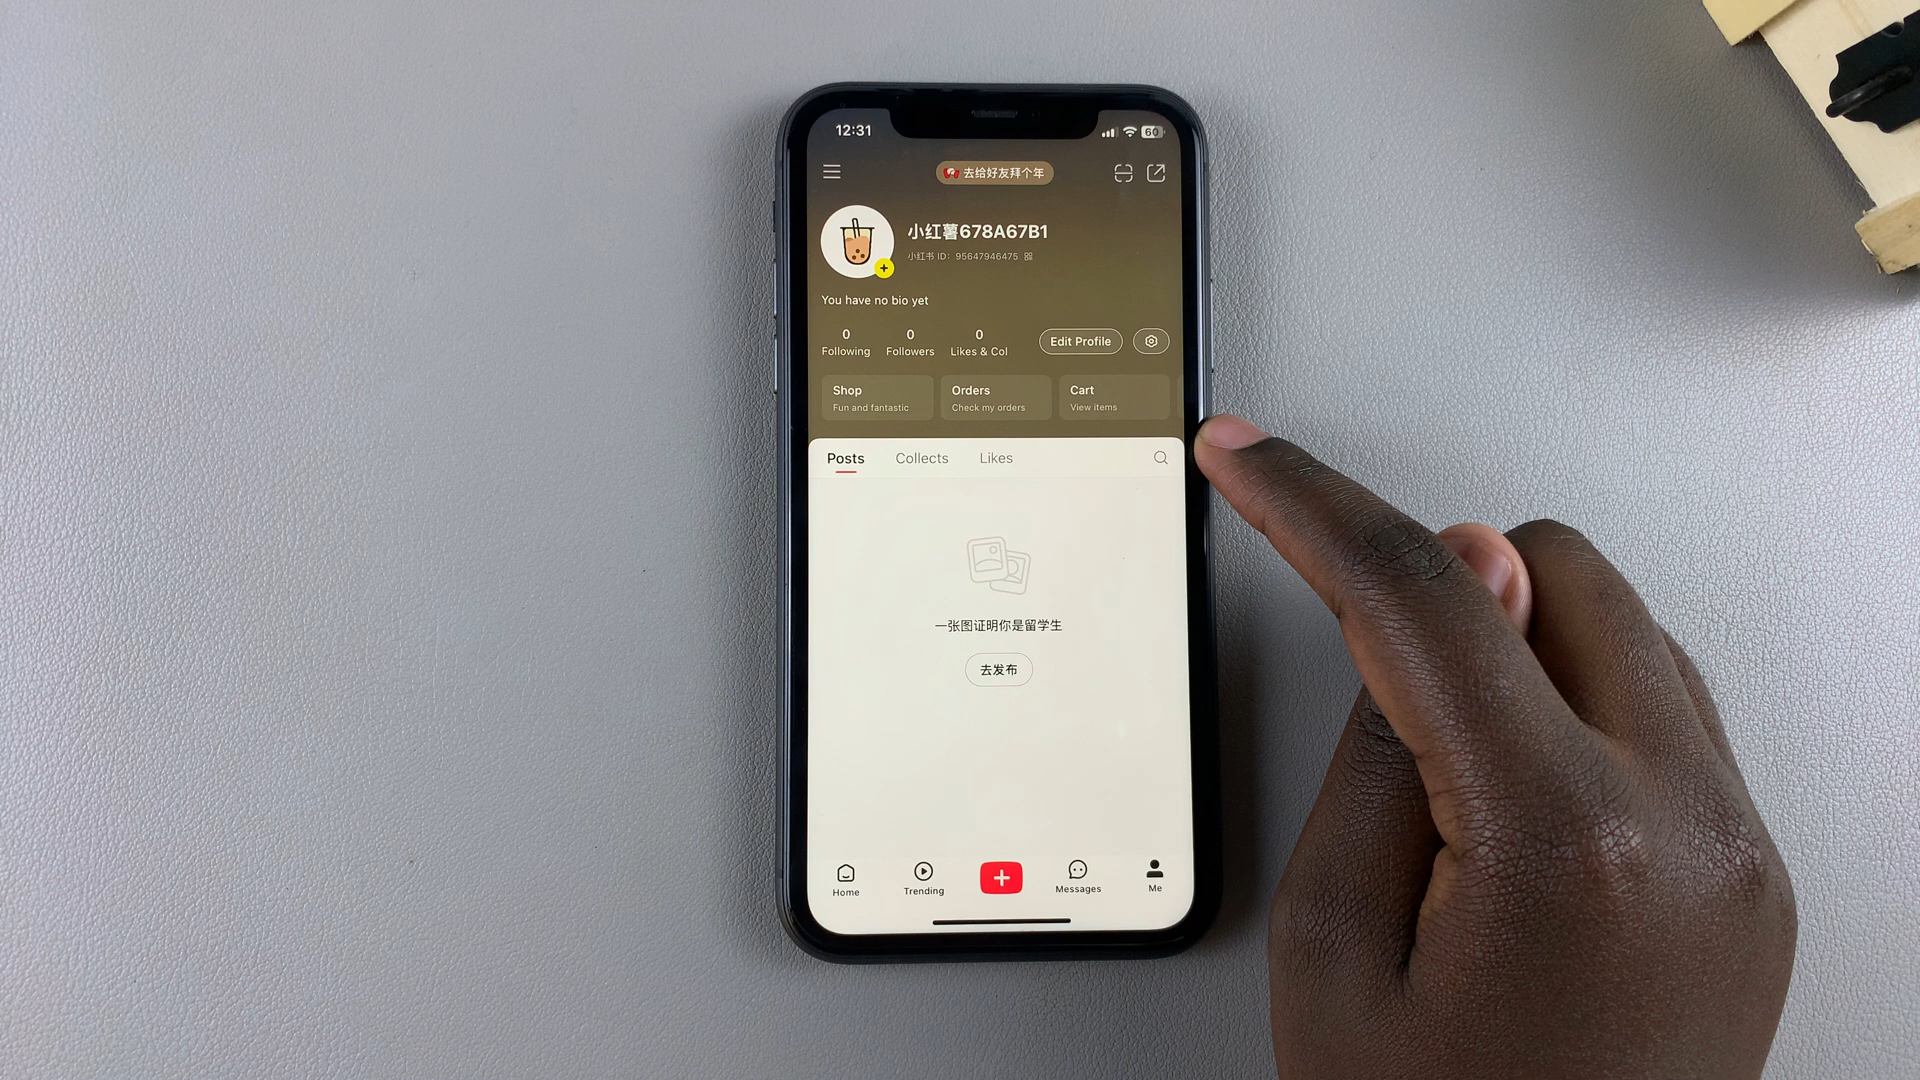 12:31
60
去给好友拜个年
小红薯678A67B1
小红书 ID: 95647946475
You have no bio yet
0 0 0
Following Followers Likes & Col
Edit Profile
Shop Orders Cart
Fun and fantastic Check my orders View items
Posts Collects Likes
一张图证明你是留学生
去发布
Home Trending Messages Me